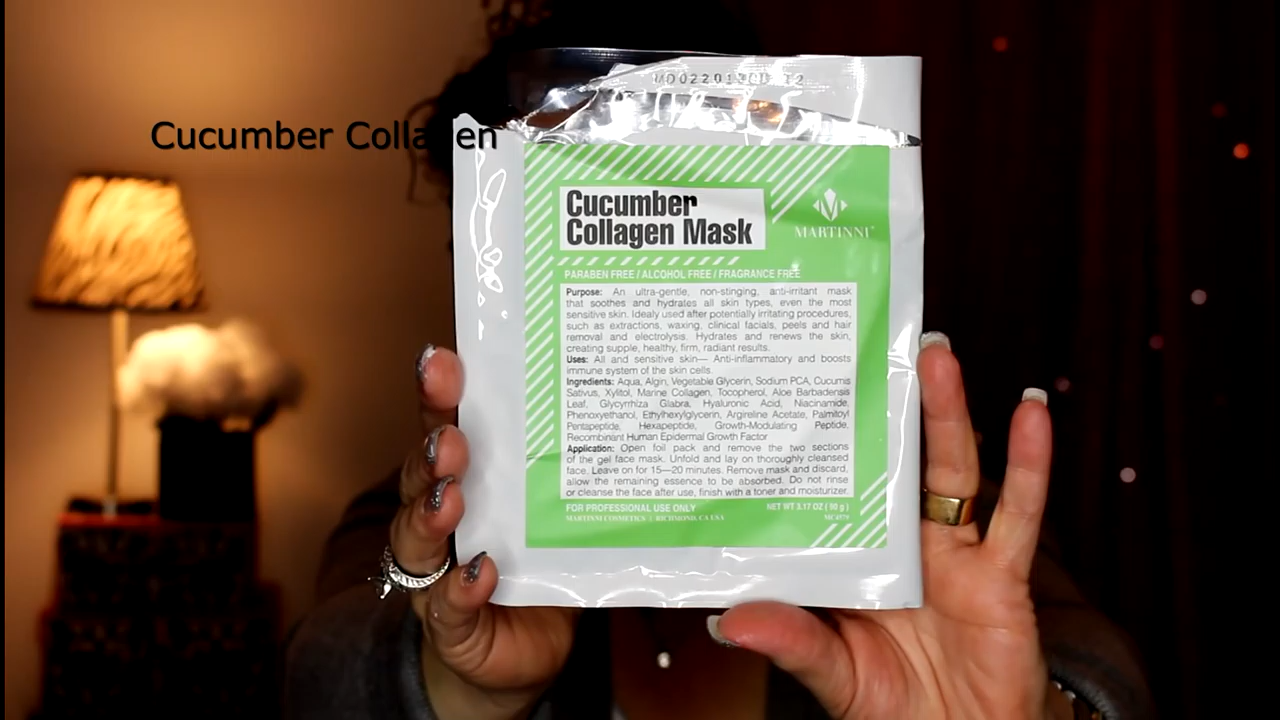 MD0220190
Cucumber Collagen
Cucumber
Collagen Mask
MARTINNI
PARABEN FREE / ALCOHOL FREE / FRAGRANCE FREE
Purpose: An ultra-gentle, non-stinging, anti-irritant mask
that soothes and hydrates all skin types, even the most
sensitive skin. Idealy used after potentially irritating procedures,
such as extractions, waxing, clinical facials, peels and hair
removal and electrolysis. Hydrates and renews the skin,
creating supple, healthy, firm, radiant results.
Uses: All and sensitive skin— Anti-inflammatory and boosts
immune system of the skin cells.
Ingredients: Aqua, Algin, Vegetable Glycerin, Sodium PCA, Cucumis
Sativus, Xylitol, Marine Collagen, Tocopherol, Aloe Barbadensis
Leaf, Glycyrrhiza Glabra, Hyaluronic Acid, Niacinamide,
Phenoxyethanol, Ethylhexylglycerin, Argireline Acetate, Palmitoyl
Pentapeptide, Hexapeptide, Growth-Modulating Peptide,
Recombinant Human Epidermal Growth Factor
Application: Open foil pack and remove the two sections
of the gel face mask. Unfold and lay on thoroughly cleansed
face. Leave on for 15—20 minutes. Remove mask and discard,
allow the remaining essence to be absorbed. Do not rinse
or cleanse the face after use, finish with a toner and moisturizer.
FOR PROFESSIONAL USE ONLY NET WT 3.17 OZ ( 90 g )
MARTINNI COSMETICS | RICHMOND, CA USA